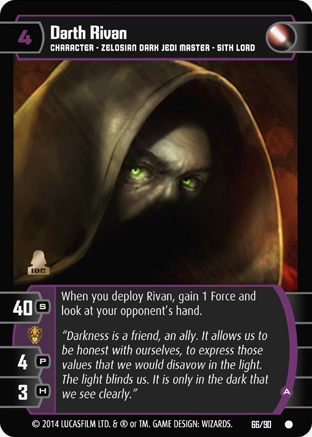 4
Darth Rivan
CHARACTER - ZELOSIAN DARK JEDI MASTER - SITH LORD
IDC
40 S
When you deploy Rivan, gain 1 Force and
look at your opponent's hand.
4 P
3 H
"Darkness is a friend, an ally. It allows us to
be honest with ourselves, to express those
values that we would disavow in the light.
The light blinds us. It is only in the dark that
we see clearly."
A
© 2014 LUCASFILM LTD. & ® or TM. GAME DESIGN: WIZARDS.
66/90